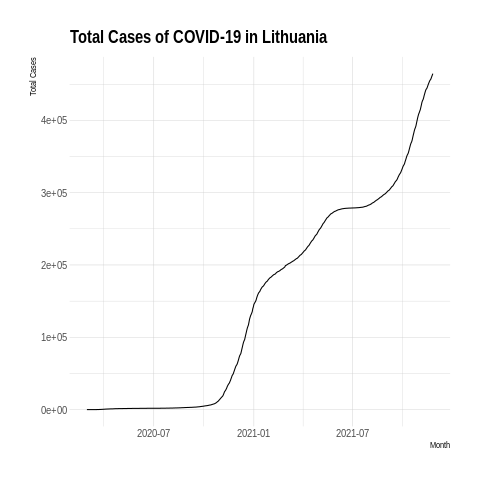 Total Cases of COVID-19 in Lithuania
Total Cases
4e+05
3e+05
2e+05
1e+05
0e+00
2020-07 2021-01 2021-07
Month